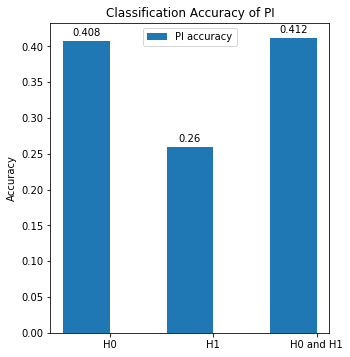 Classification Accuracy of PI
PI accuracy
0.408
0.26
0.412
Accuracy
0.40
0.35
0.30
0.25
0.20
0.15
0.10
0.05
0.00
H0
H1
H0 and H1